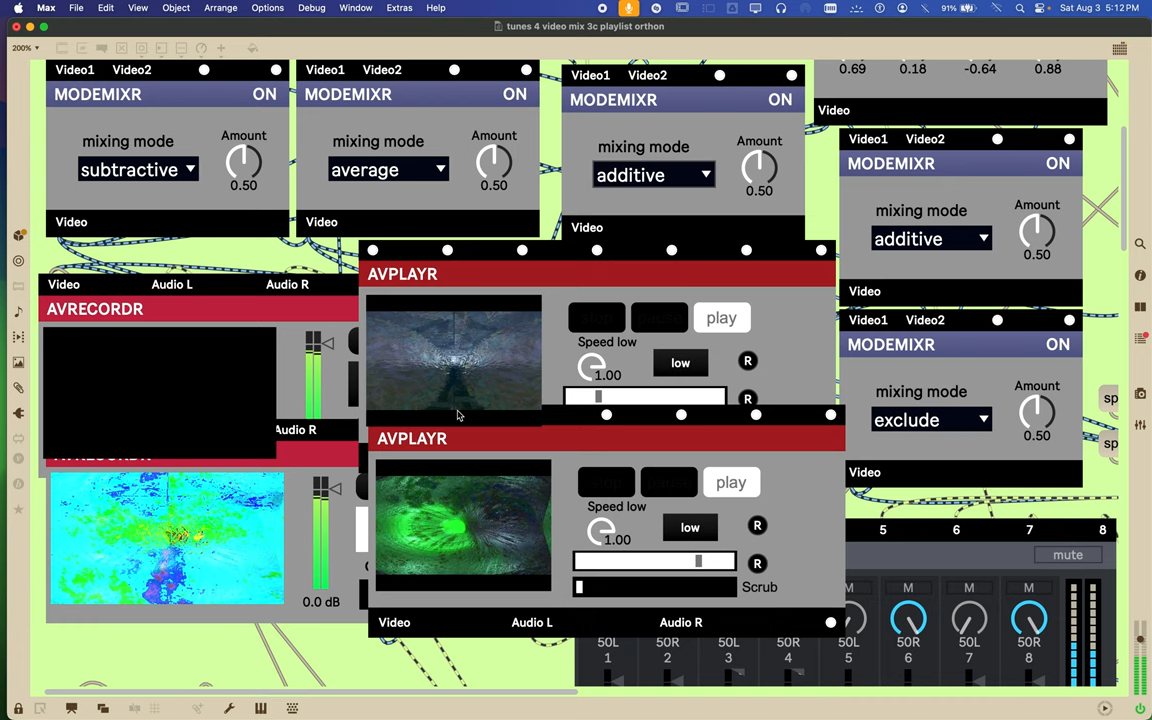 Max File Edit View Object Arrange Options Debug Window Extras Help 91% Sat Aug 3 5:12 PM
tunes 4 video mix 3c playlist orthon
200%
Video1 Video2
MODEMIXR ON
mixing mode
subtractive
Amount
0.50
Video
Video1 Video2
MODEMIXR ON
mixing mode
average
Amount
0.50
Video
Video1 Video2
MODEMIXR ON
mixing mode
additive
Amount
0.50
Video
0.69 0.18 -0.64 0.88
Video
Video1 Video2
MODEMIXR ON
mixing mode
additive
Amount
0.50
Video
Video1 Video2
MODEMIXR ON
mixing mode
exclude
Amount
0.50
Video
sp
sp
Video Audio L Audio R
AVRECORDR
Audio R
AVRECORDR
0.0 dB
AVPLAYR
play
Speed low
1.00
low
R
R
AVPLAYR
play
Speed low
1.00
low
R
R
Scrub
Video Audio L Audio R
5 6 7 8
mute
M M M M
50L 50R 50L 50R 50L 50R 50L 50R
1 2 3 4 5 6 7 8